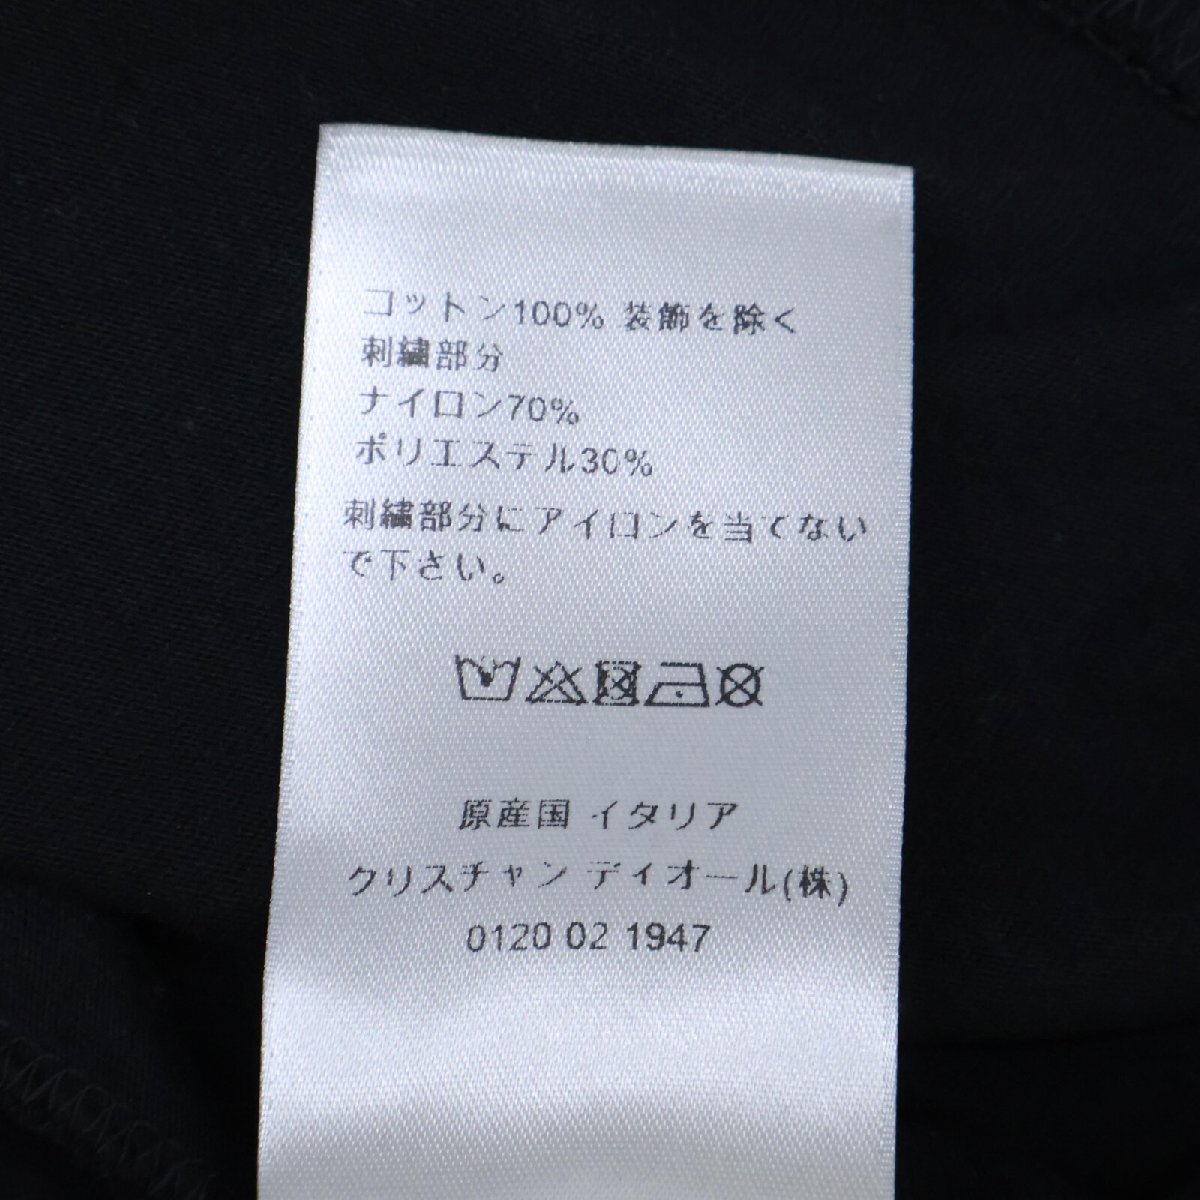 コットン100% 装飾を除く
刺繍部分
ナイロン70%
ポリエステル30%
刺繍部分にアイロンを当てない
で下さい。
原産国 イタリア
クリスチャン ディオール(株)
0120 02 1947